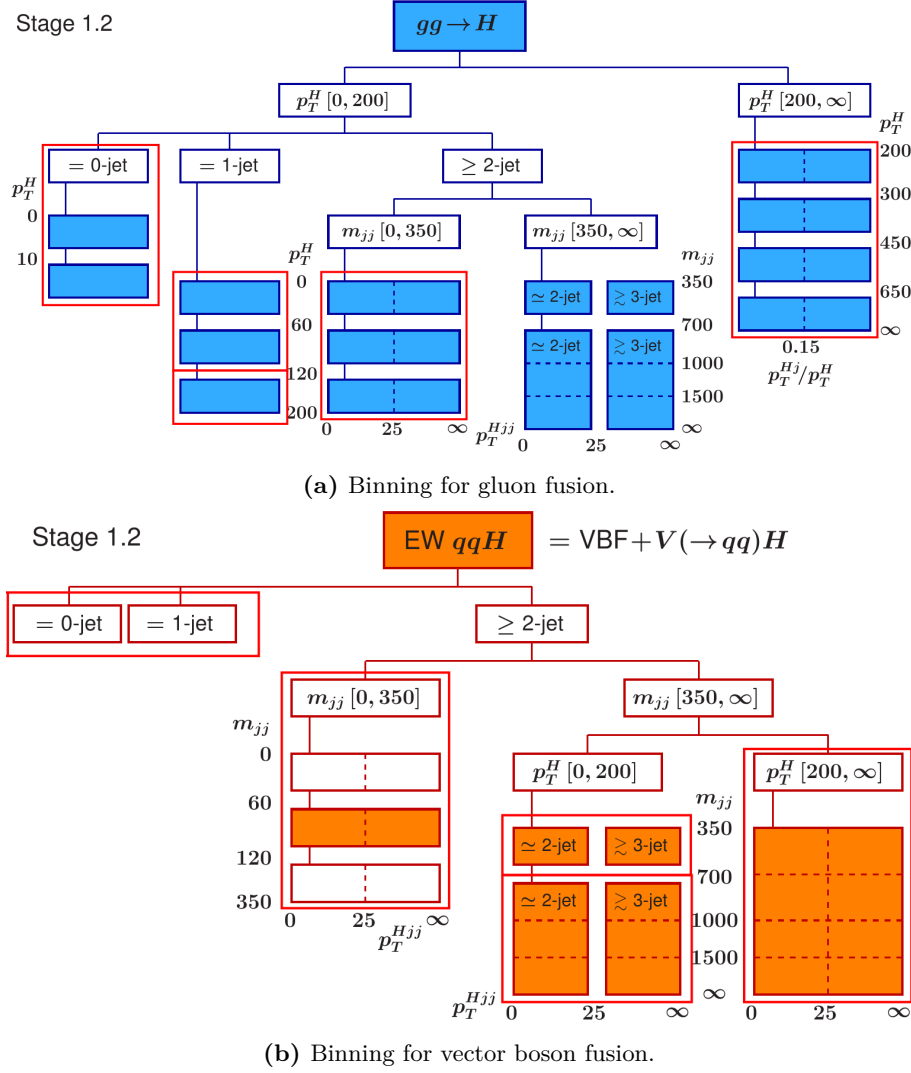 Stage 1.2
gg → H
p_T^H [0, 200]
p_T^H [200, ∞]
= 0-jet
= 1-jet
≥ 2-jet
p_T^H
0
10
m_jj [0, 350]
m_jj [350, ∞]
p_T^H
0
60
120
200
0
25
∞
≃ 2-jet
≳ 3-jet
≃ 2-jet
≳ 3-jet
m_jj
350
700
1000
1500
∞
p_T^Hjj
0
25
∞
p_T^H
200
300
450
650
∞
0.15
p_T^Hj/p_T^H
(a) Binning for gluon fusion.
Stage 1.2
EW qqH = VBF+V(→qq)H
= 0-jet
= 1-jet
≥ 2-jet
m_jj [0, 350]
m_jj [350, ∞]
m_jj
0
60
120
350
0
25
∞
p_T^Hjj
p_T^H [0, 200]
p_T^H [200, ∞]
≃ 2-jet
≳ 3-jet
≃ 2-jet
≳ 3-jet
m_jj
350
700
1000
1500
∞
p_T^Hjj
0
25
∞
0
25
∞
(b) Binning for vector boson fusion.